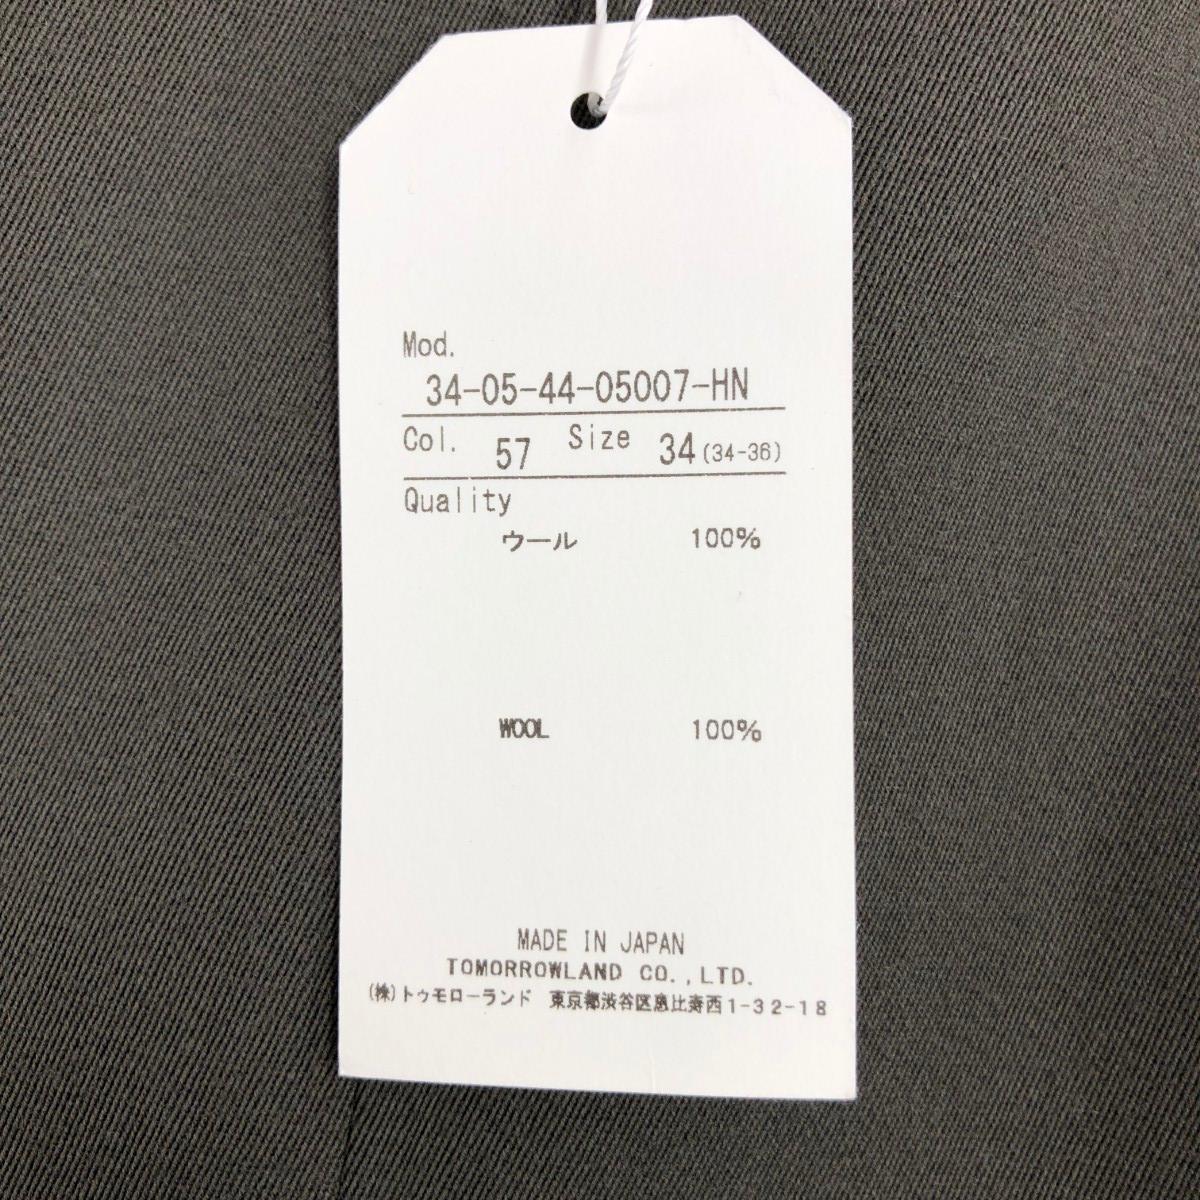 Mod.
34-05-44-05007-HN
Col. 57 Size 34 (34-36)
Quality
ウール 100%
WOOL 100%
MADE IN JAPAN
TOMORROWLAND CO.,LTD.
(株)トゥモローランド 東京都渋谷区恵比寿西1-32-18